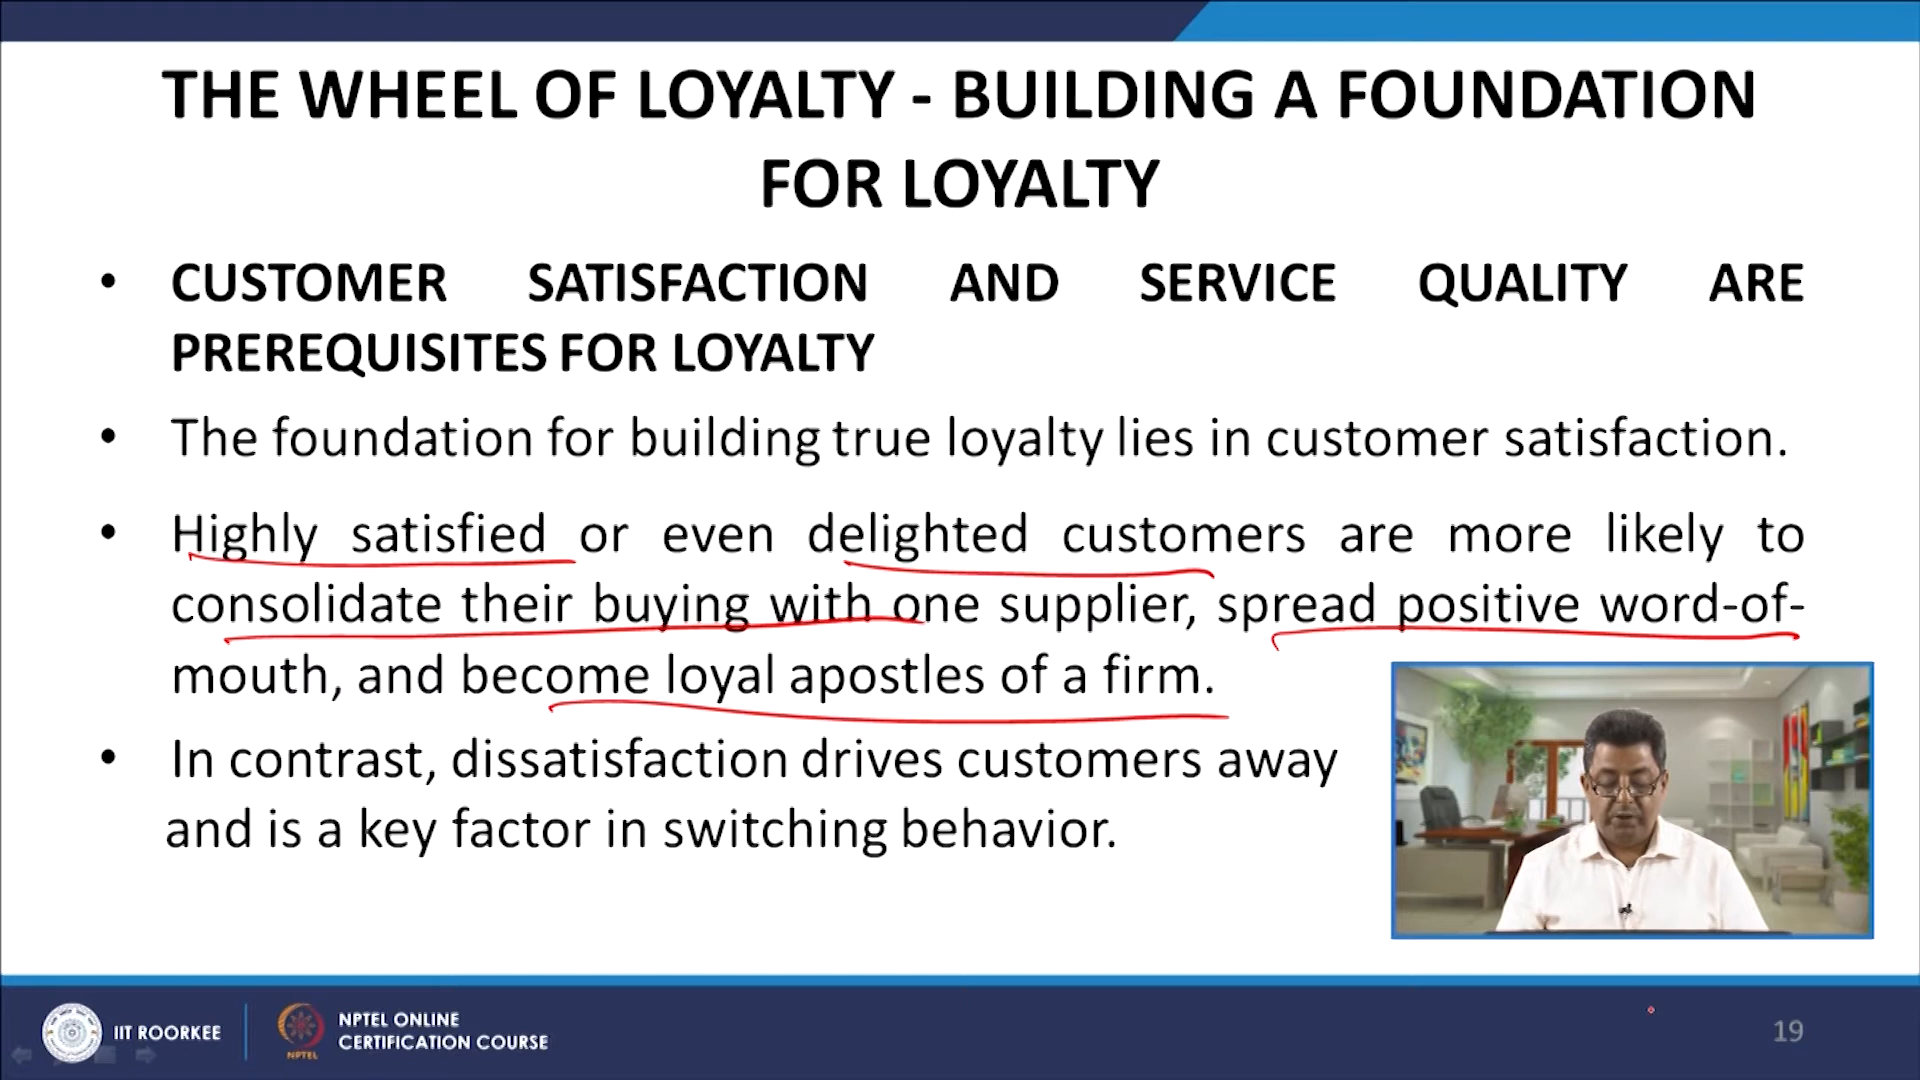 THE WHEEL OF LOYALTY - BUILDING A FOUNDATION
FOR LOYALTY
• CUSTOMER SATISFACTION AND SERVICE QUALITY ARE
PREREQUISITES FOR LOYALTY
• The foundation for building true loyalty lies in customer satisfaction.
• Highly satisfied or even delighted customers are more likely to
consolidate their buying with one supplier, spread positive word-of-
mouth, and become loyal apostles of a firm.
• In contrast, dissatisfaction drives customers away
and is a key factor in switching behavior.
IIT ROORKEE
NPTEL
NPTEL ONLINE
CERTIFICATION COURSE
19